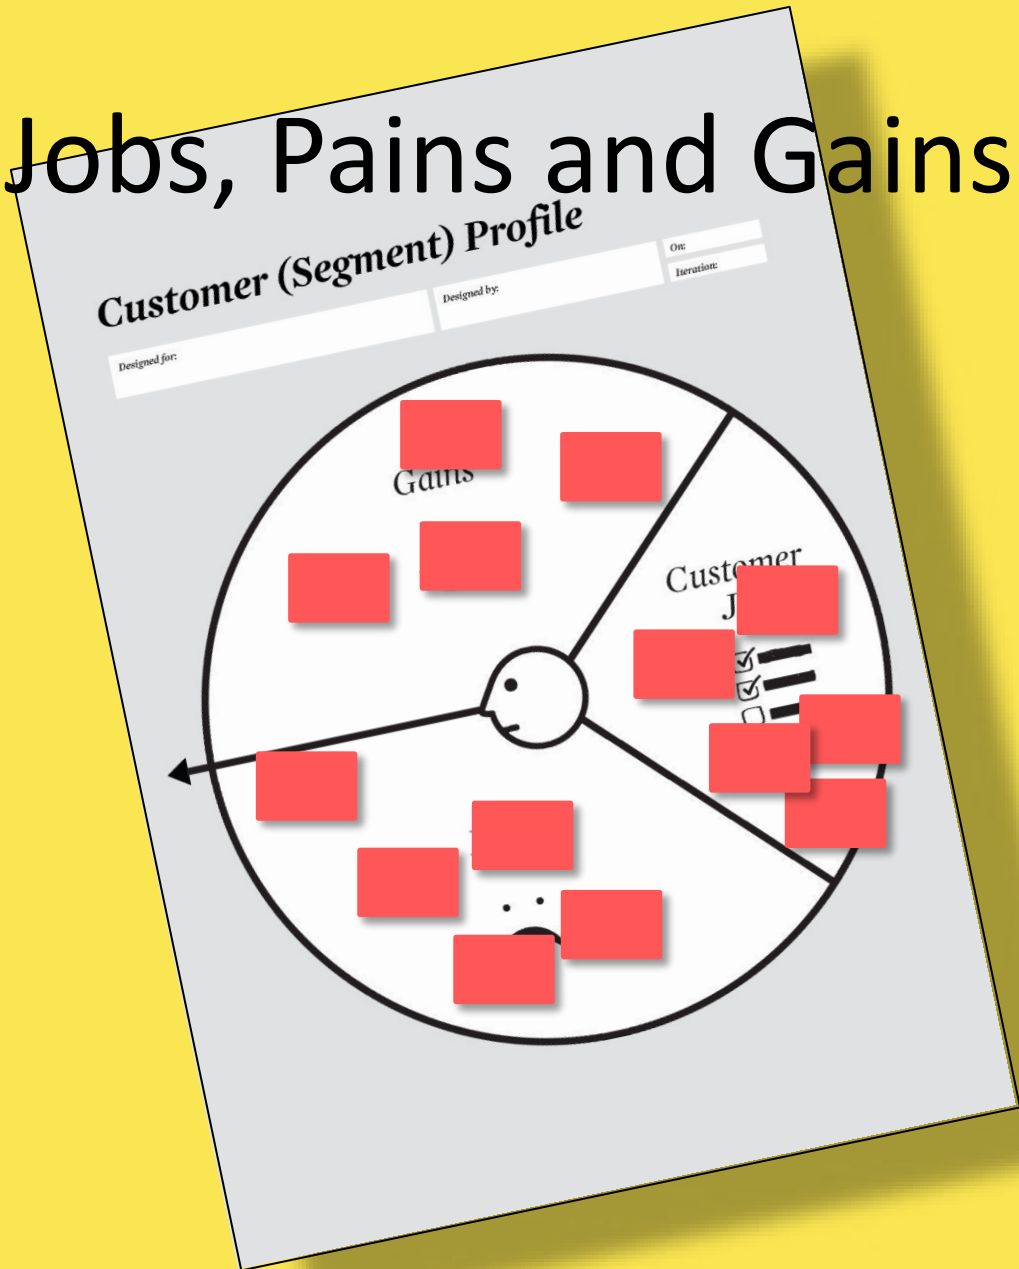 Jobs, Pains and Gains
Customer (Segment) Profile
Designed for:
Designed by:
On:
Iteration:
Gains
Customer